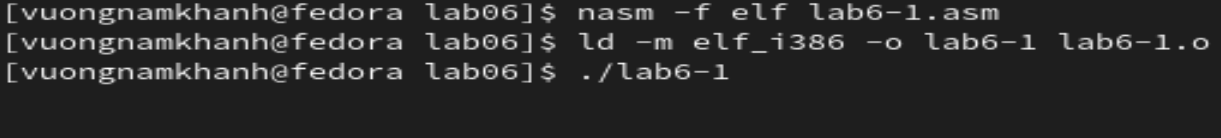 [vuongnamkhanh@fedora lab06]$ nasm -f elf lab6-1.asm
[vuongnamkhanh@fedora lab06]$ ld -m elf_i386 -o lab6-1 lab6-1.o
[vuongnamkhanh@fedora lab06]$ ./lab6-1